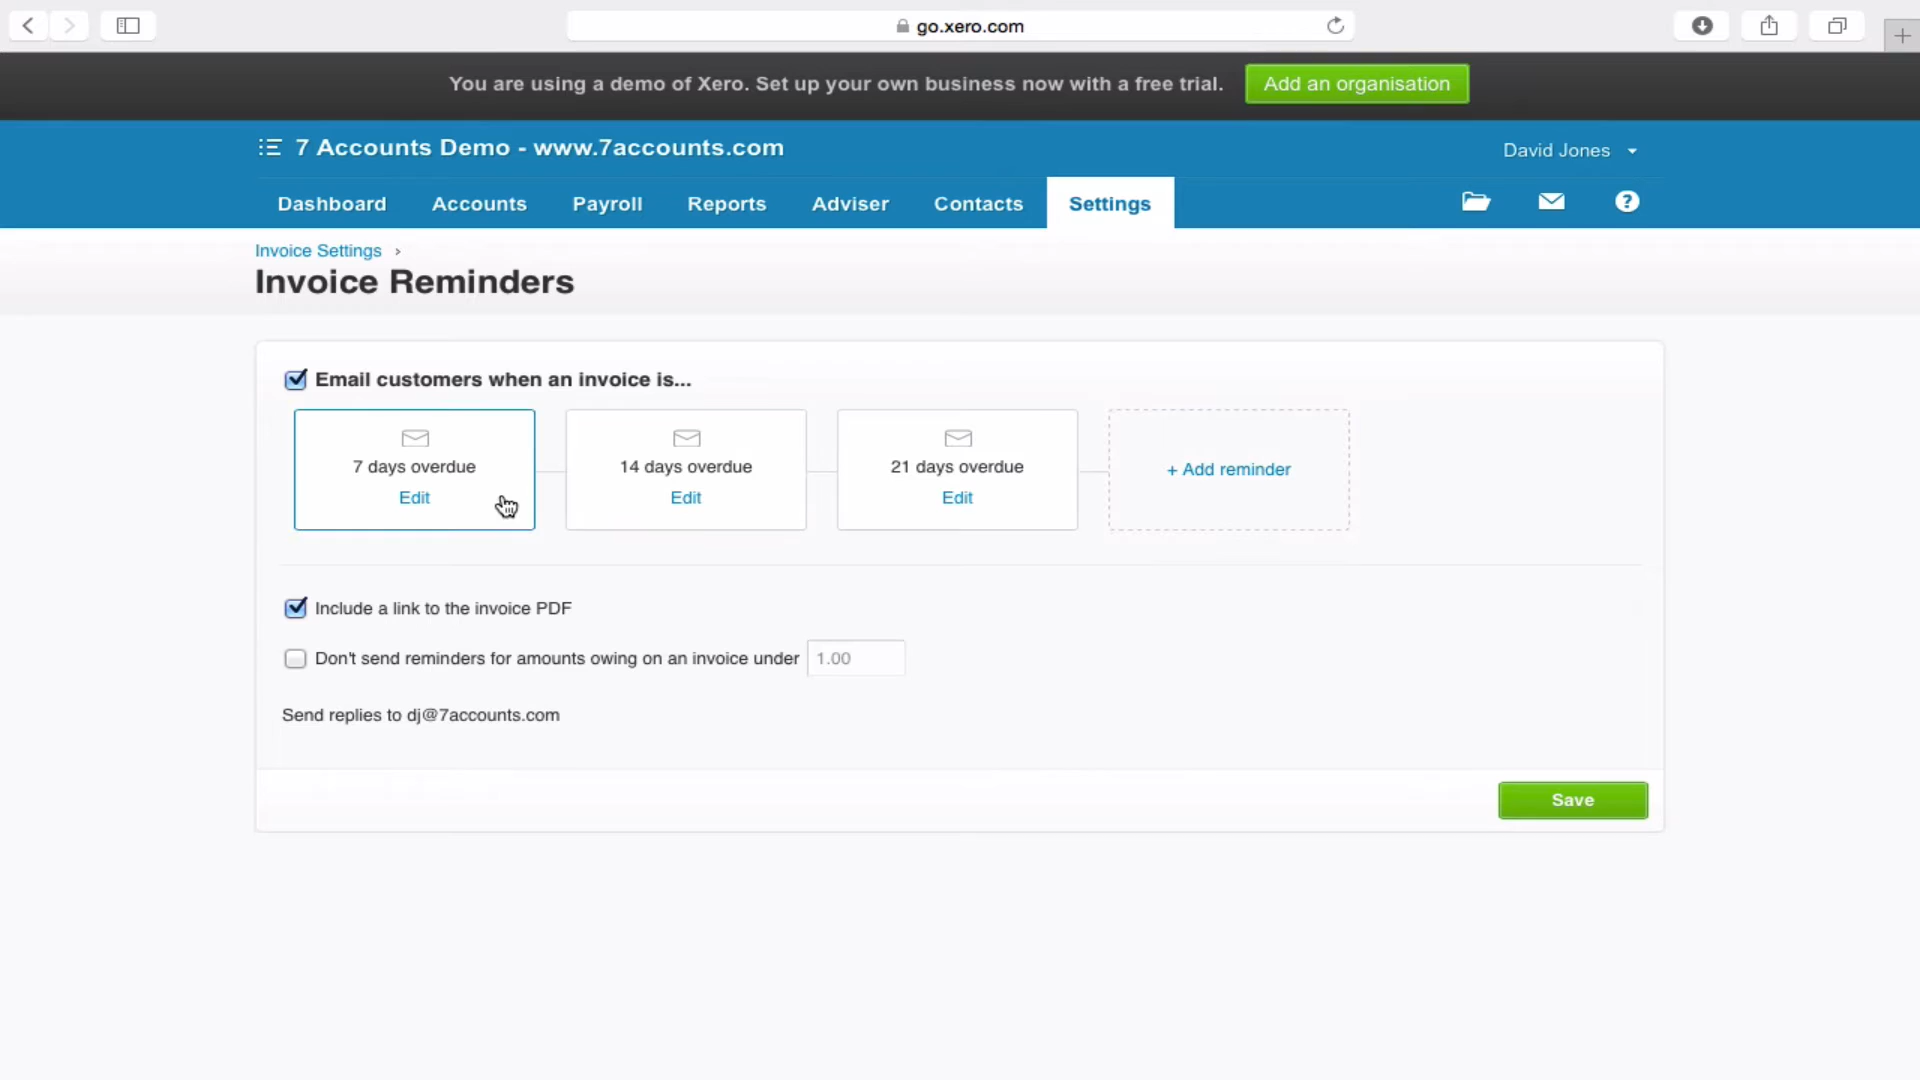 go.xero.com
You are using a demo of Xero. Set up your own business now with a free trial. Add an organisation
7 Accounts Demo - www.7accounts.com David Jones
Dashboard Accounts Payroll Reports Adviser Contacts Settings ?
Invoice Settings ›
Invoice Reminders
Email customers when an invoice is...
7 days overdue 14 days overdue 21 days overdue + Add reminder
Edit Edit Edit
Include a link to the invoice PDF
Don't send reminders for amounts owing on an invoice under 1.00
Send replies to dj@7accounts.com
Save